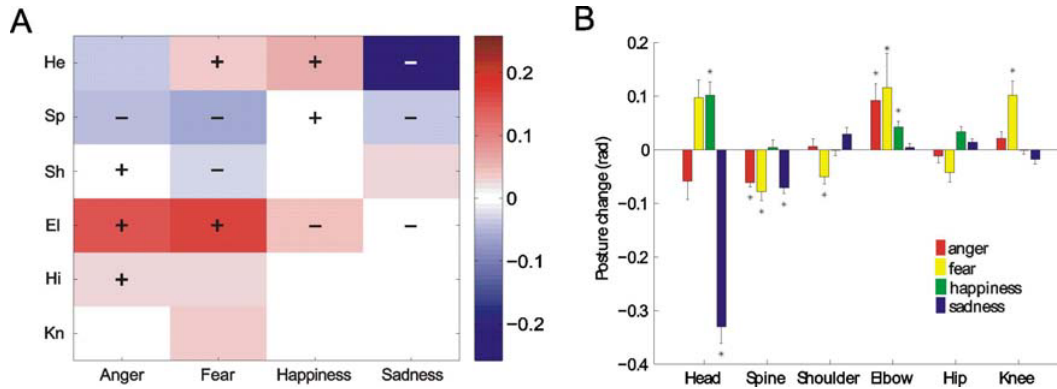 A
He
Sp
Sh
El
Hi
Kn
+ + −
− − + −
+ −
+ + − −
+
Anger Fear Happiness Sadness
0.2
0.1
0
−0.1
−0.2
B
Posture change (rad)
0.2
0.1
0
−0.1
−0.2
−0.3
−0.4
* * * * * * * * * *
anger
fear
happiness
sadness
Head Spine Shoulder Elbow Hip Knee